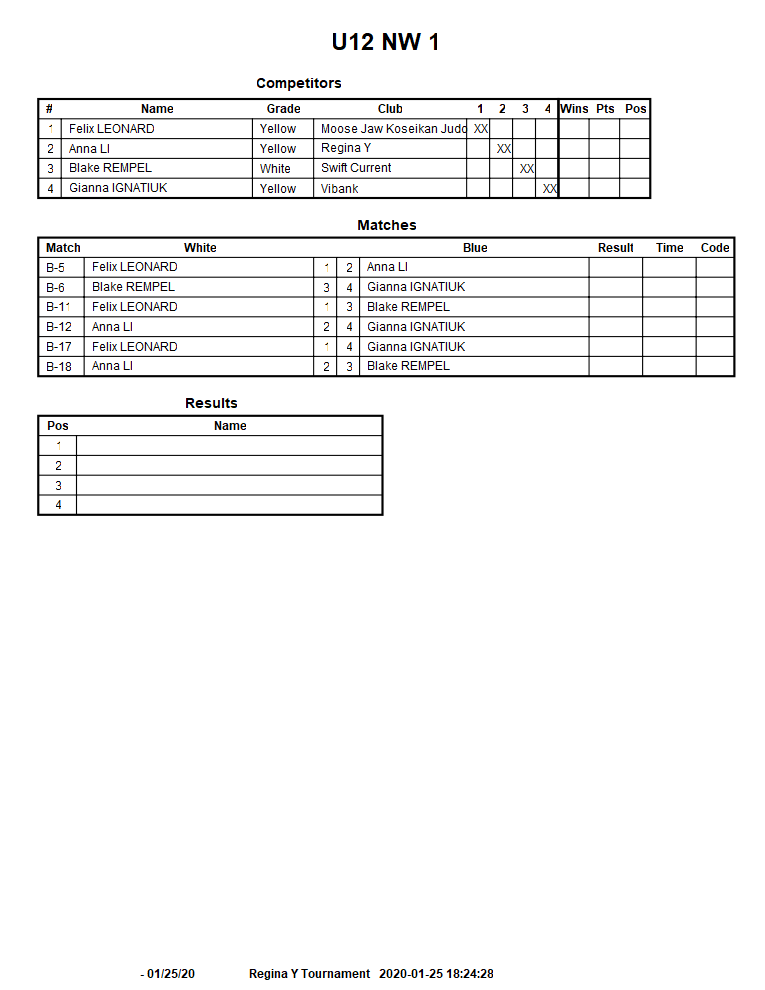 U12 NW 1
Competitors
# Name Grade Club 1 2 3 4 Wins Pts Pos
1 Felix LEONARD Yellow Moose Jaw Koseikan Judo XX
2 Anna LI Yellow Regina Y XX
3 Blake REMPEL White Swift Current XX
4 Gianna IGNATIUK Yellow Vibank XX
Matches
Match White Blue Result Time Code
B-5 Felix LEONARD 1 2 Anna LI
B-6 Blake REMPEL 3 4 Gianna IGNATIUK
B-11 Felix LEONARD 1 3 Blake REMPEL
B-12 Anna LI 2 4 Gianna IGNATIUK
B-17 Felix LEONARD 1 4 Gianna IGNATIUK
B-18 Anna LI 2 3 Blake REMPEL
Results
Pos Name
1
2
3
4
- 01/25/20 Regina Y Tournament 2020-01-25 18:24:28